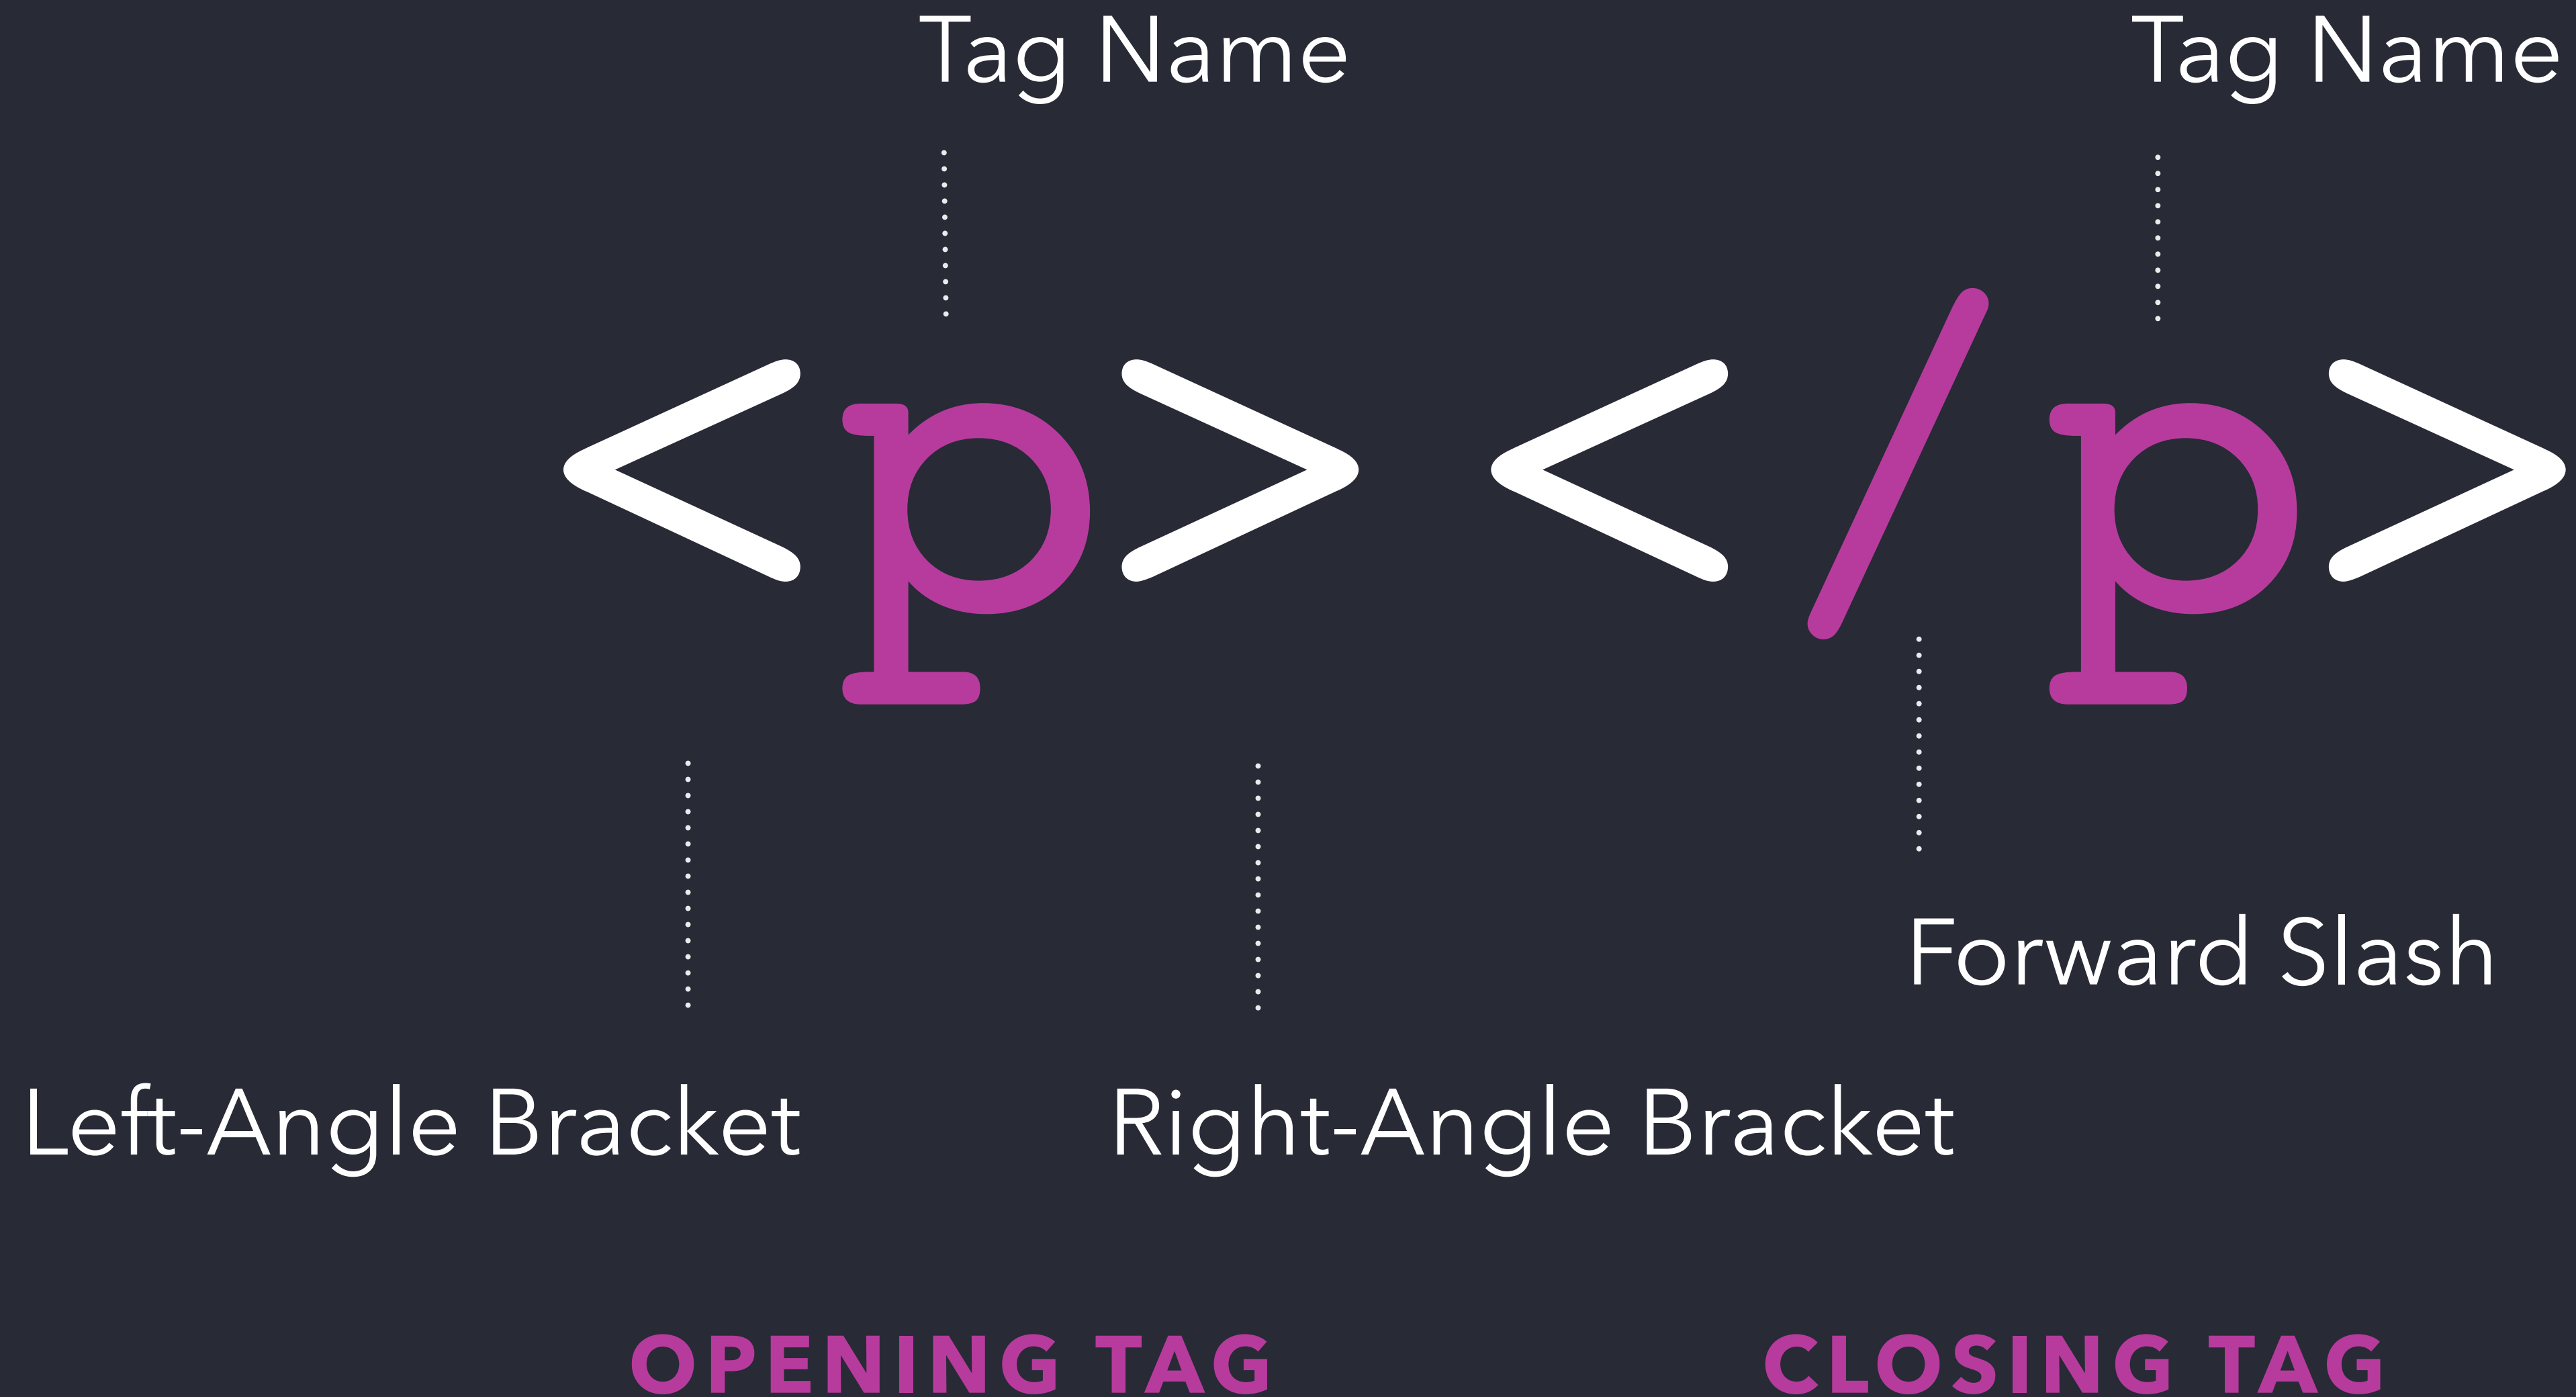 Tag Name Tag Name
<p> </p>
Forward Slash
Left-Angle Bracket Right-Angle Bracket
OPENING TAG CLOSING TAG